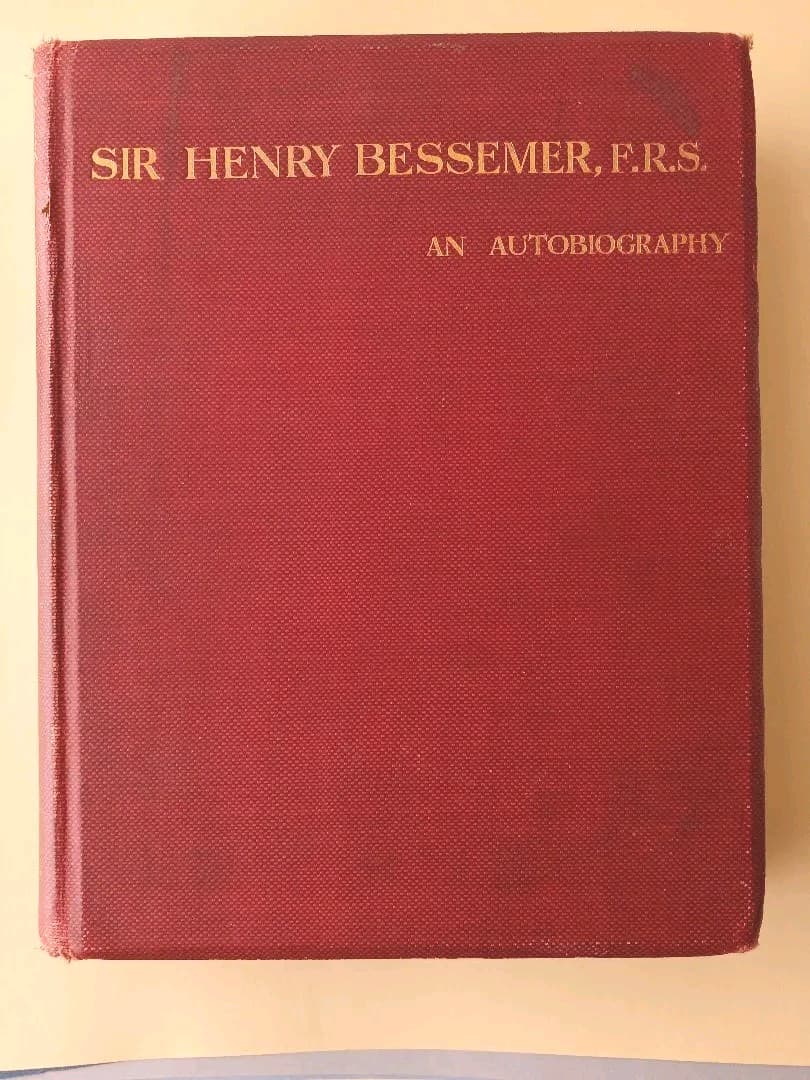 SIR HENRY BESSEMER, F.R.S.
AN AUTOBIOGRAPHY